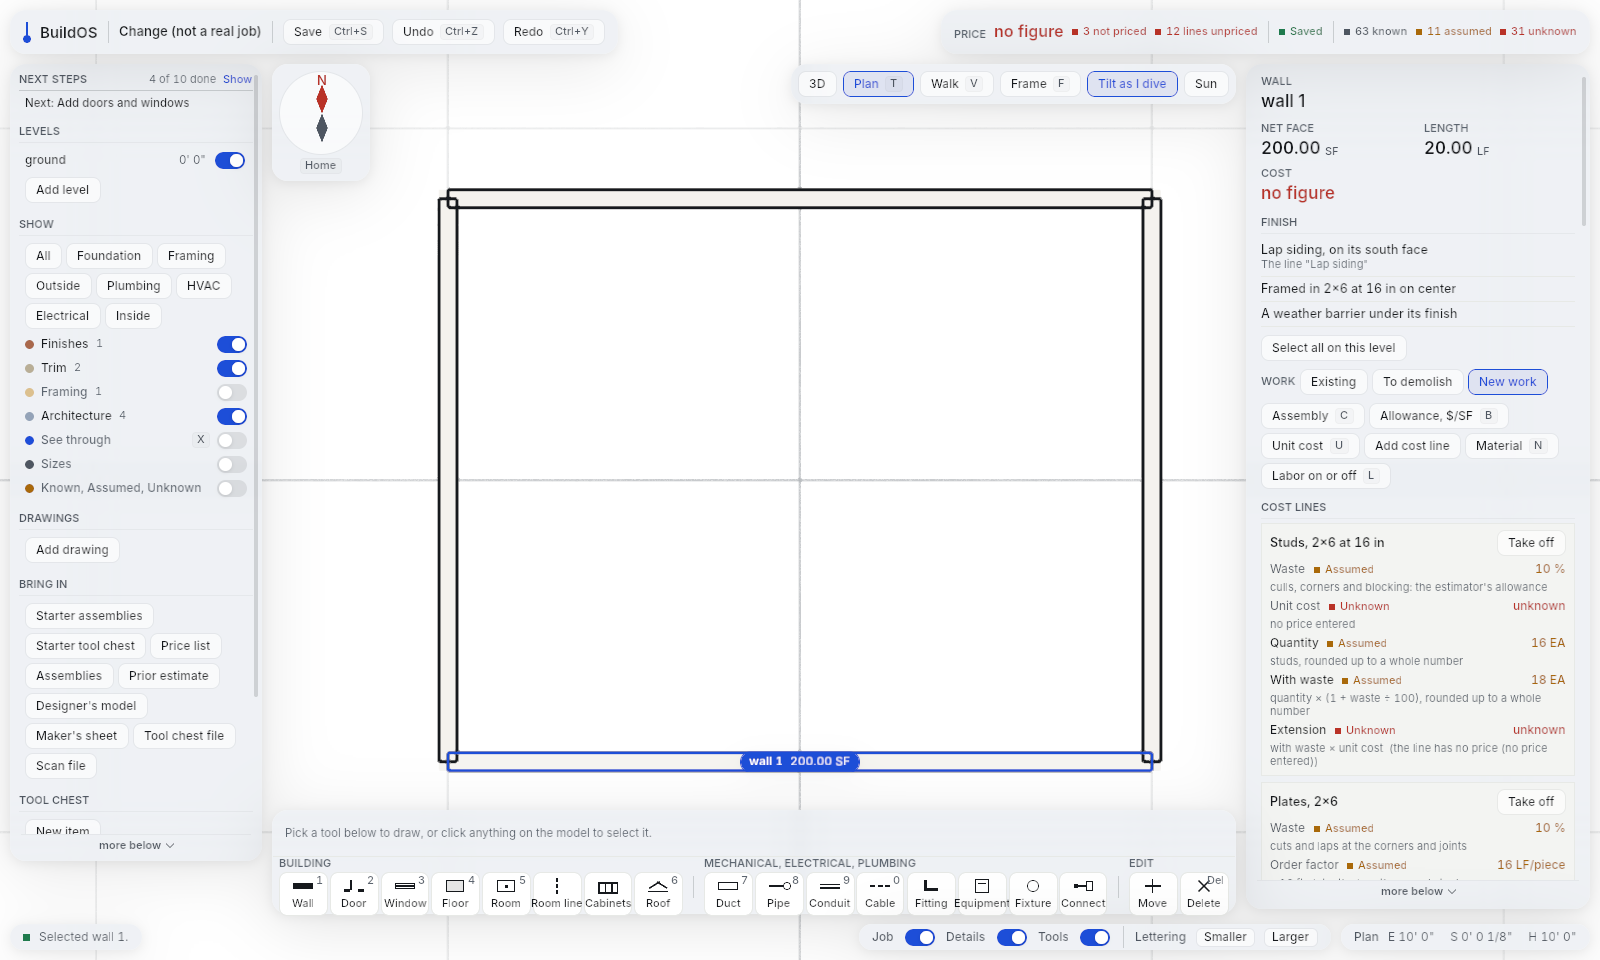 BuildOS
Change (not a real job)
Save Ctrl+S
Undo Ctrl+Z
Redo Ctrl+Y
PRICE no figure 3 not priced 12 lines unpriced Saved 63 known 11 assumed 31 unknown
NEXT STEPS 4 of 10 done Show
Next: Add doors and windows
LEVELS
ground 0' 0"
Add level
SHOW
All Foundation Framing
Outside Plumbing HVAC
Electrical Inside
Finishes 1
Trim 2
Framing 1
Architecture 4
See through X
Sizes
Known, Assumed, Unknown
DRAWINGS
Add drawing
BRING IN
Starter assemblies
Starter tool chest Price list
Assemblies Prior estimate
Designer's model
Maker's sheet Tool chest file
Scan file
TOOL CHEST
New item
more below
N
Home
3D Plan T Walk V Frame F Tilt as I dive Sun
wall 1 200.00 SF
Pick a tool below to draw, or click anything on the model to select it.
BUILDING
Wall 1
Door 2
Window 3
Floor 4
Room 5
Room line
Cabinets
Roof 6
MECHANICAL, ELECTRICAL, PLUMBING
Duct 7
Pipe 8
Conduit 9
Cable 0
Fitting
Equipment
Fixture
Connect
EDIT
Move
Delete Del
WALL
wall 1
NET FACE LENGTH
200.00 SF 20.00 LF
COST
no figure
FINISH
Lap siding, on its south face
The line "Lap siding"
Framed in 2×6 at 16 in on center
A weather barrier under its finish
Select all on this level
WORK Existing To demolish New work
Assembly C Allowance, $/SF B
Unit cost U Add cost line Material N
Labor on or off L
COST LINES
Studs, 2×6 at 16 in Take off
Waste Assumed 10 %
culls, corners and blocking: the estimator's allowance
Unit cost Unknown unknown
no price entered
Quantity Assumed 16 EA
studs, rounded up to a whole number
With waste Assumed 18 EA
quantity × (1 + waste ÷ 100), rounded up to a whole
number
Extension Unknown unknown
with waste × unit cost (the line has no price (no price
entered))
Plates, 2×6 Take off
Waste Assumed 10 %
cuts and laps at the corners and joints
Order factor Assumed 16 LF/piece
more below
Selected wall 1.
Job Details Tools Lettering Smaller Larger
Plan E 10' 0" S 0' 0 1/8" H 10' 0"